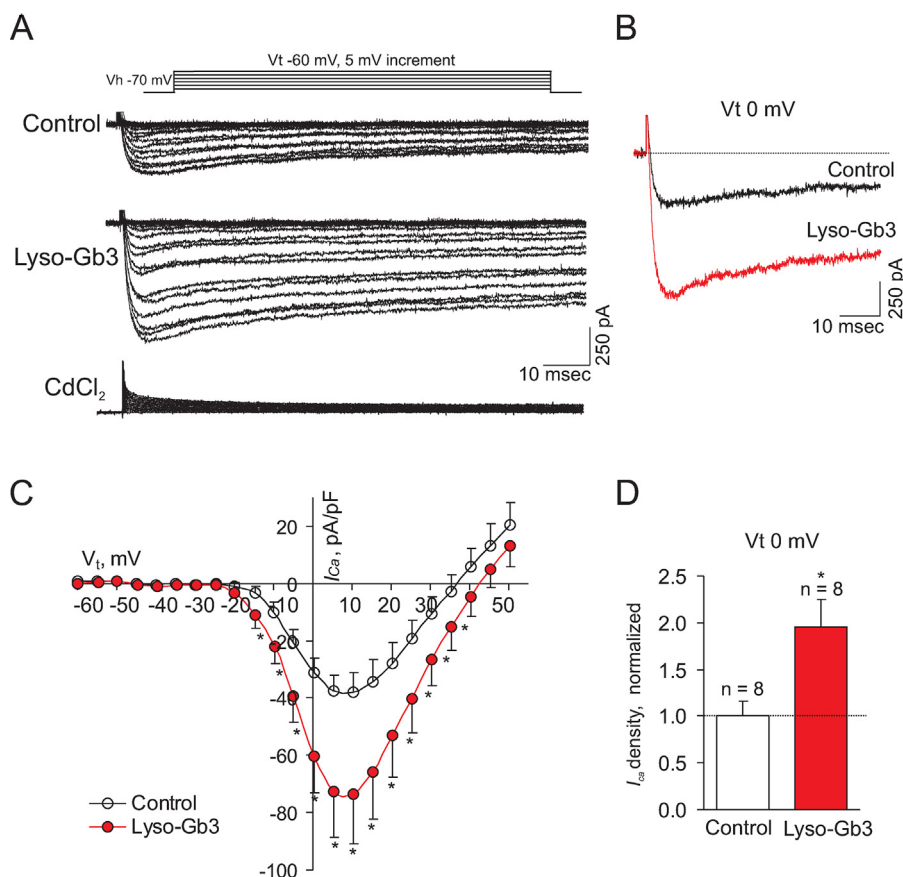 A
Vt -60 mV, 5 mV increment
Vh -70 mV
Control
Lyso-Gb3
250 pA
10 msec
CdCl2
B
Vt 0 mV
Control
Lyso-Gb3
250 pA
10 msec
C
Vt, mV
ICa, pA/pF
20
0
-20
-40
-60
-80
-100
-60 -50 -40 -30 -20 -10 10 20 30 40 50
* * * * * * * * * * * *
Control
Lyso-Gb3
D
Vt 0 mV
Ica density, normalized
2.5
2.0
1.5
1.0
0.5
0.0
n = 8
*
n = 8
Control Lyso-Gb3